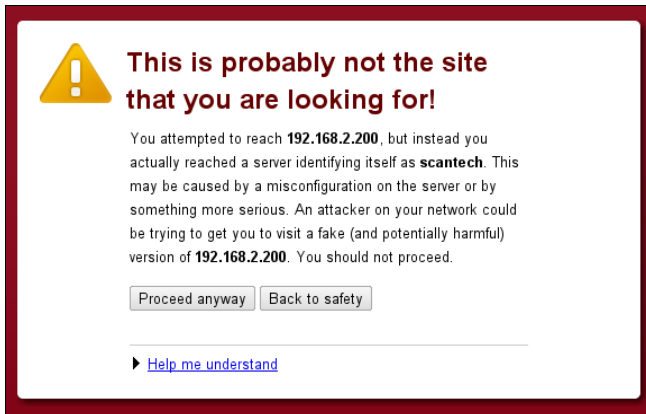 This is probably not the site
that you are looking for!
You attempted to reach 192.168.2.200, but instead you
actually reached a server identifying itself as scantech. This
may be caused by a misconfiguration on the server or by
something more serious. An attacker on your network could
be trying to get you to visit a fake (and potentially harmful)
version of 192.168.2.200. You should not proceed.
Proceed anyway Back to safety
Help me understand